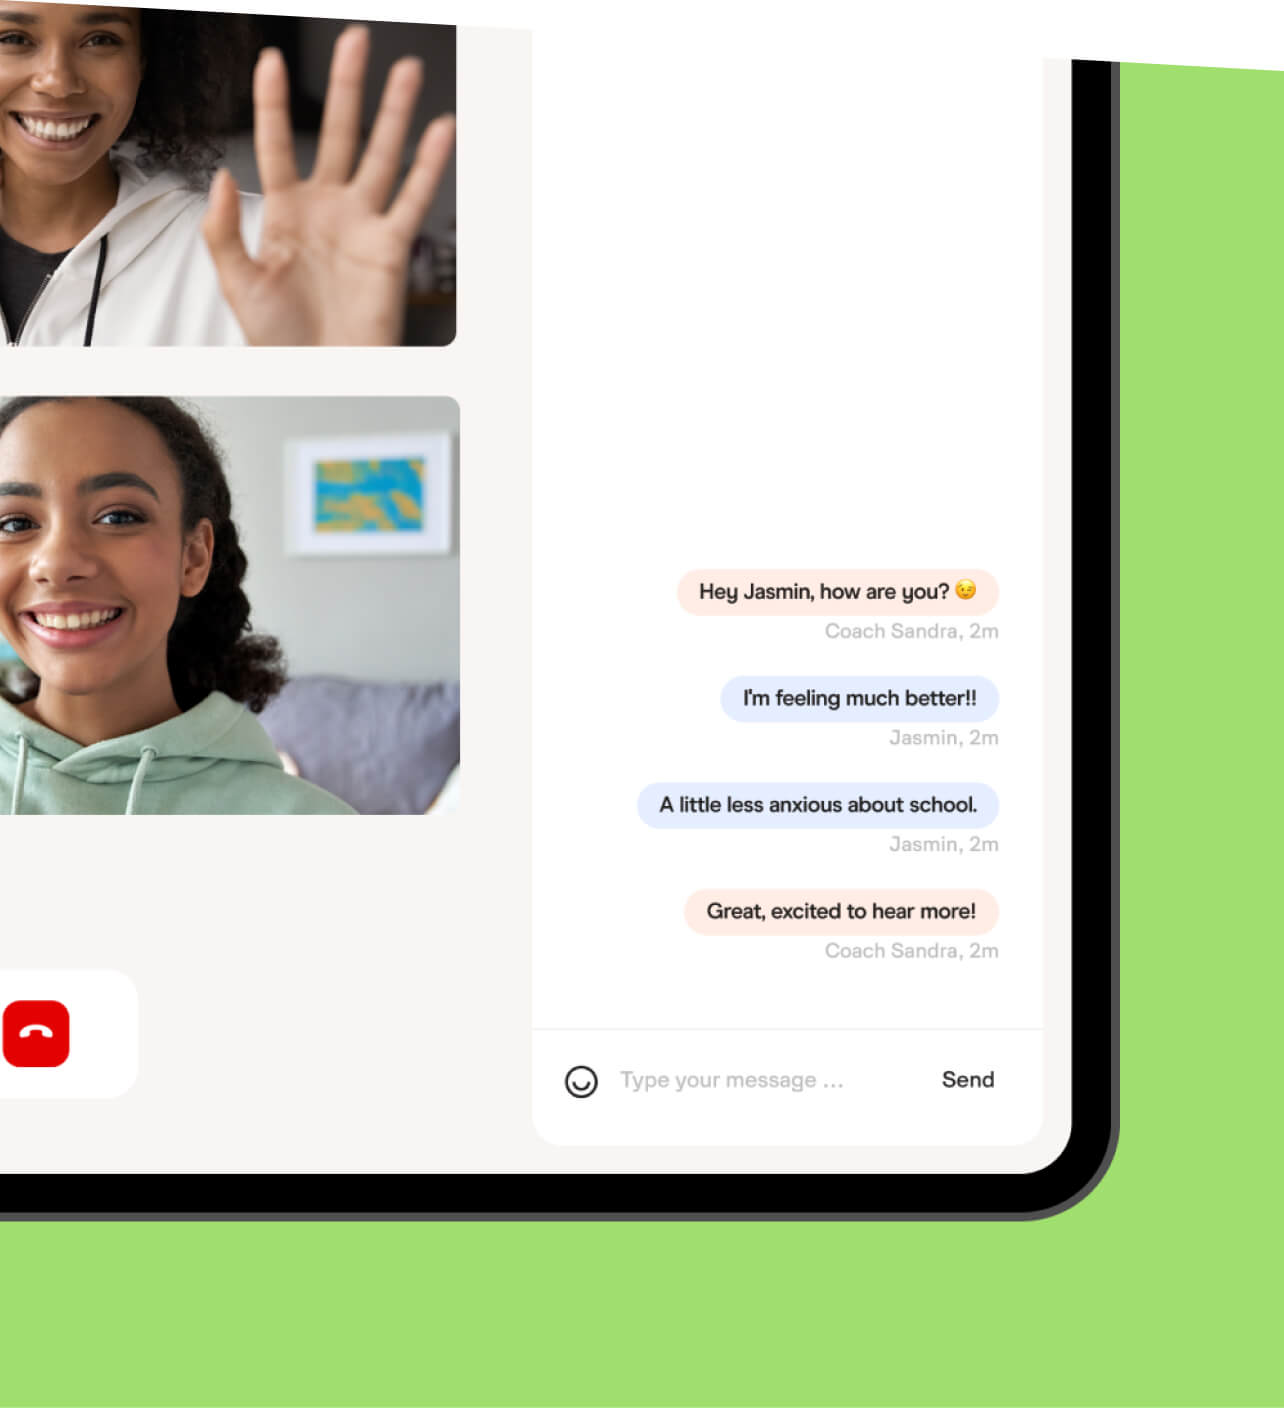 Hey Jasmin, how are you? 😉
Coach Sandra, 2m
I'm feeling much better!!
Jasmin, 2m
A little less anxious about school.
Jasmin, 2m
Great, excited to hear more!
Coach Sandra, 2m
Type your message ...
Send